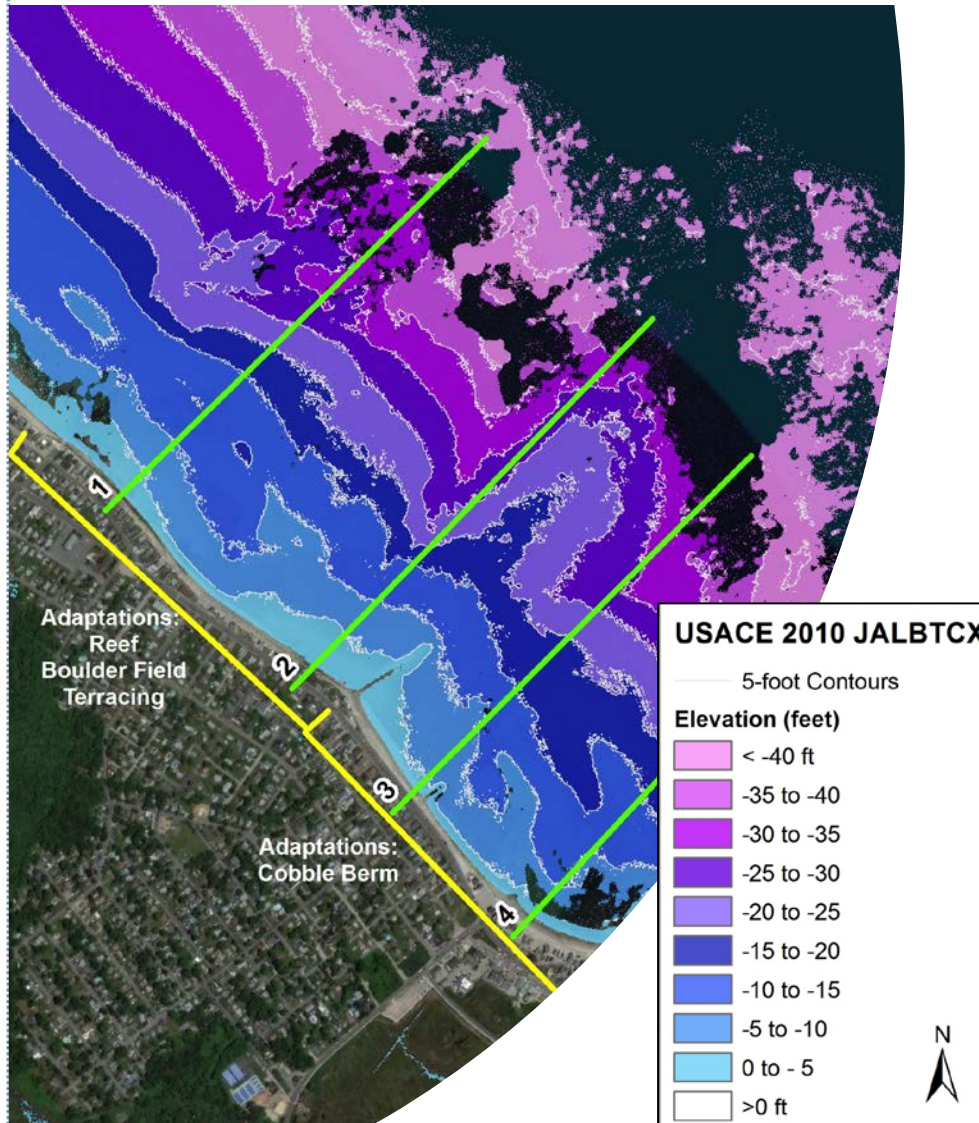 1
2
3
4
Adaptations:
Reef
Boulder Field
Terracing
Adaptations:
Cobble Berm
USACE 2010 JALBTCX
5-foot Contours
Elevation (feet)
< -40 ft
-35 to -40
-30 to -35
-25 to -30
-20 to -25
-15 to -20
-10 to -15
-5 to -10
0 to - 5
>0 ft
N